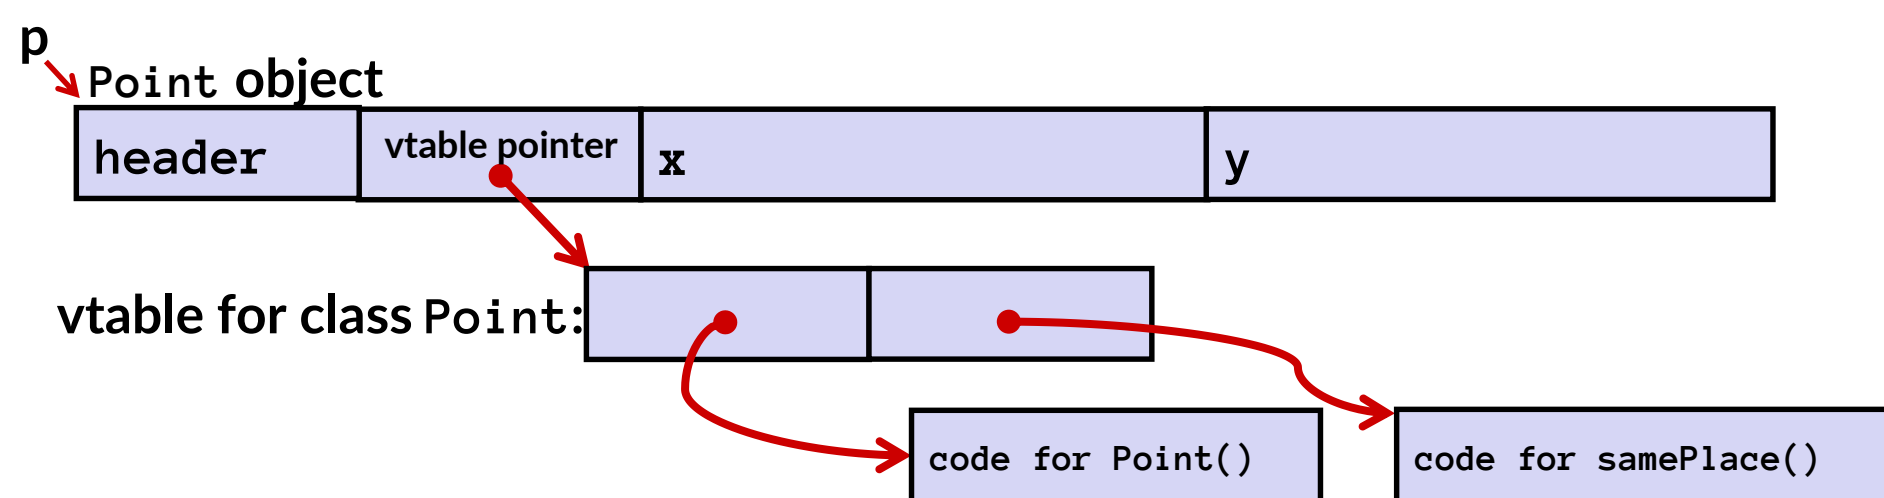 p
Point object
header vtable pointer x y
vtable for class Point:
code for Point() code for samePlace()